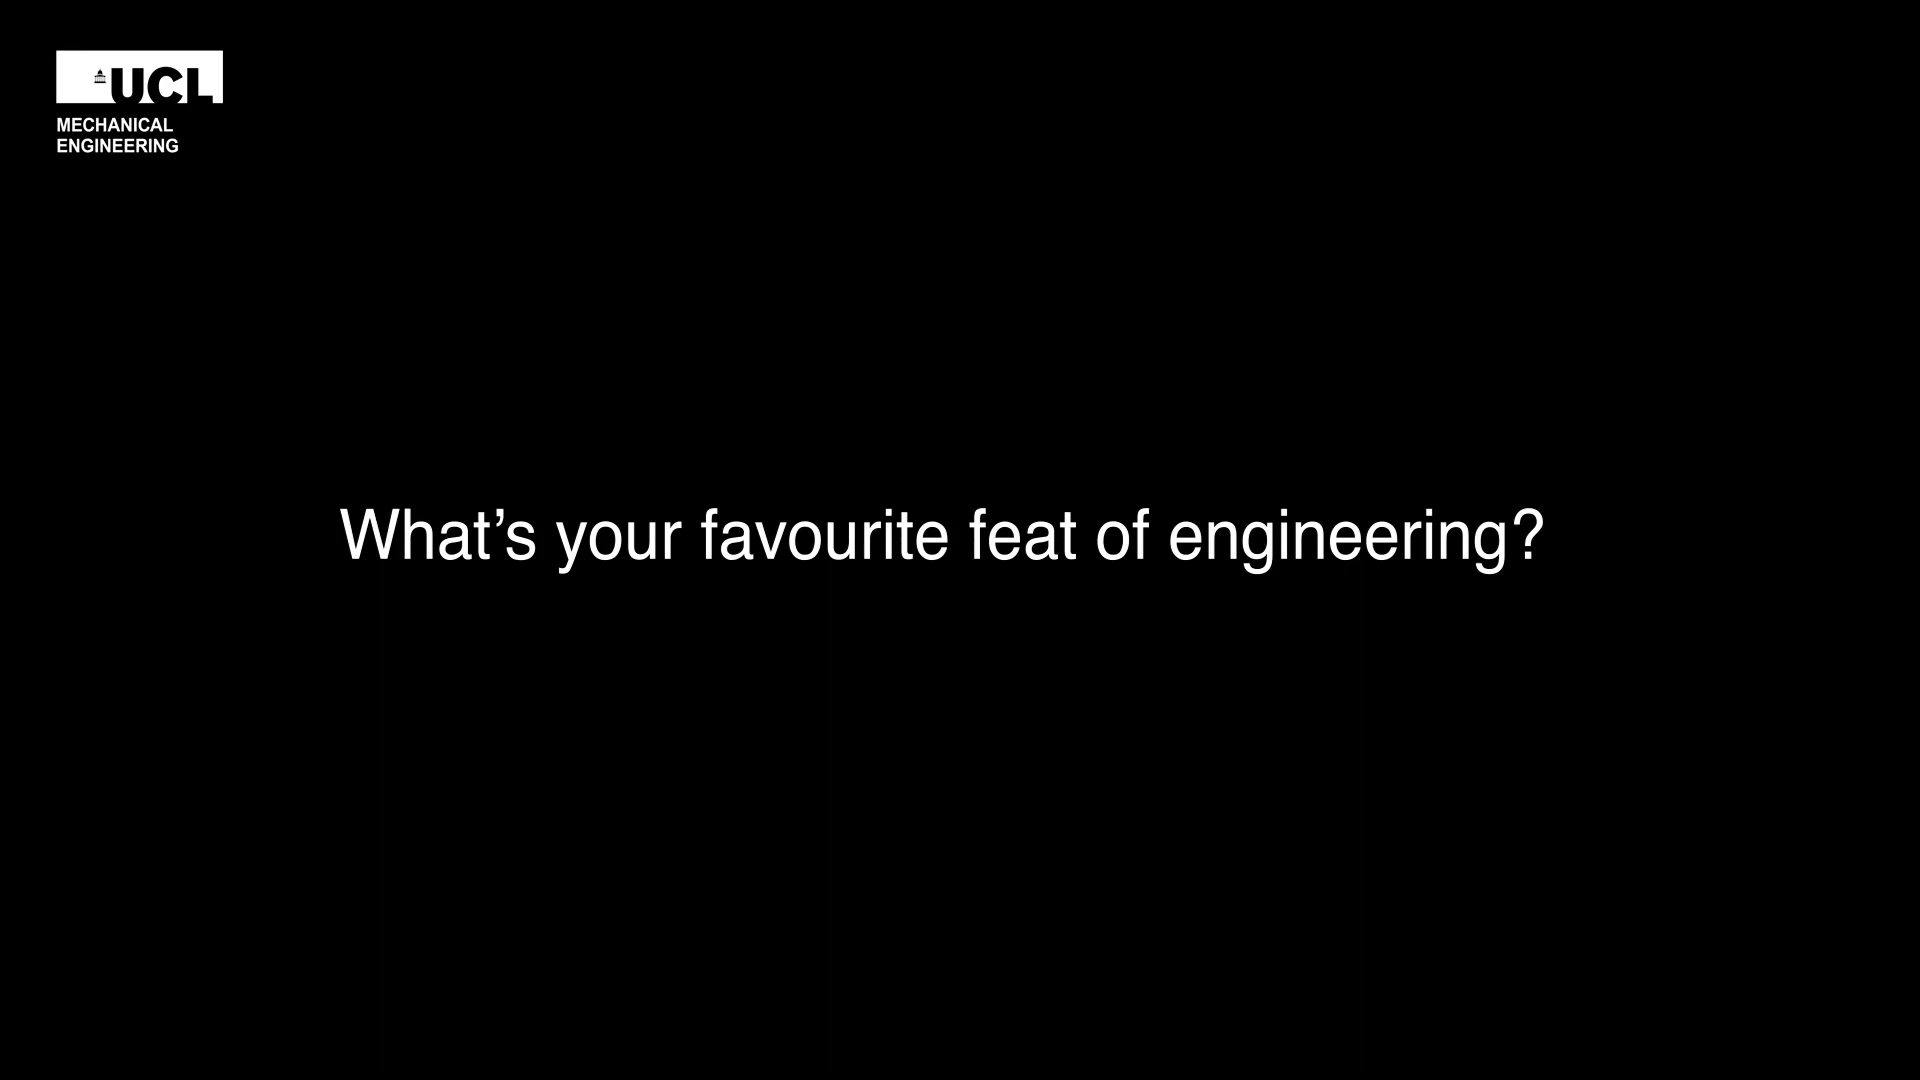 UCL
MECHANICAL
ENGINEERING
What’s your favourite feat of engineering?